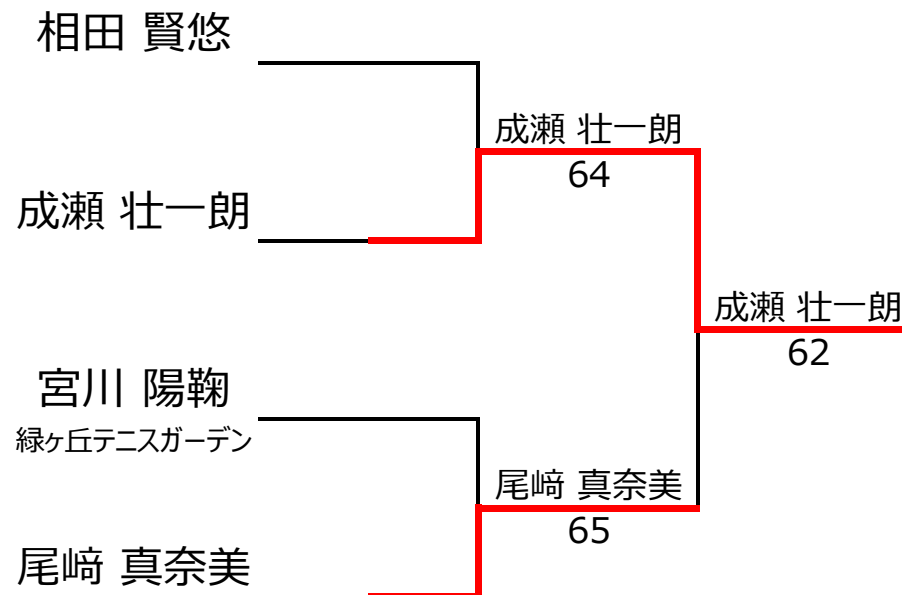 相田 賢悠
成瀬 壮一朗
64
成瀬 壮一朗
成瀬 壮一朗
62
宮川 陽鞠
緑ヶ丘テニスガーデン
尾﨑 真奈美
65
尾﨑 真奈美